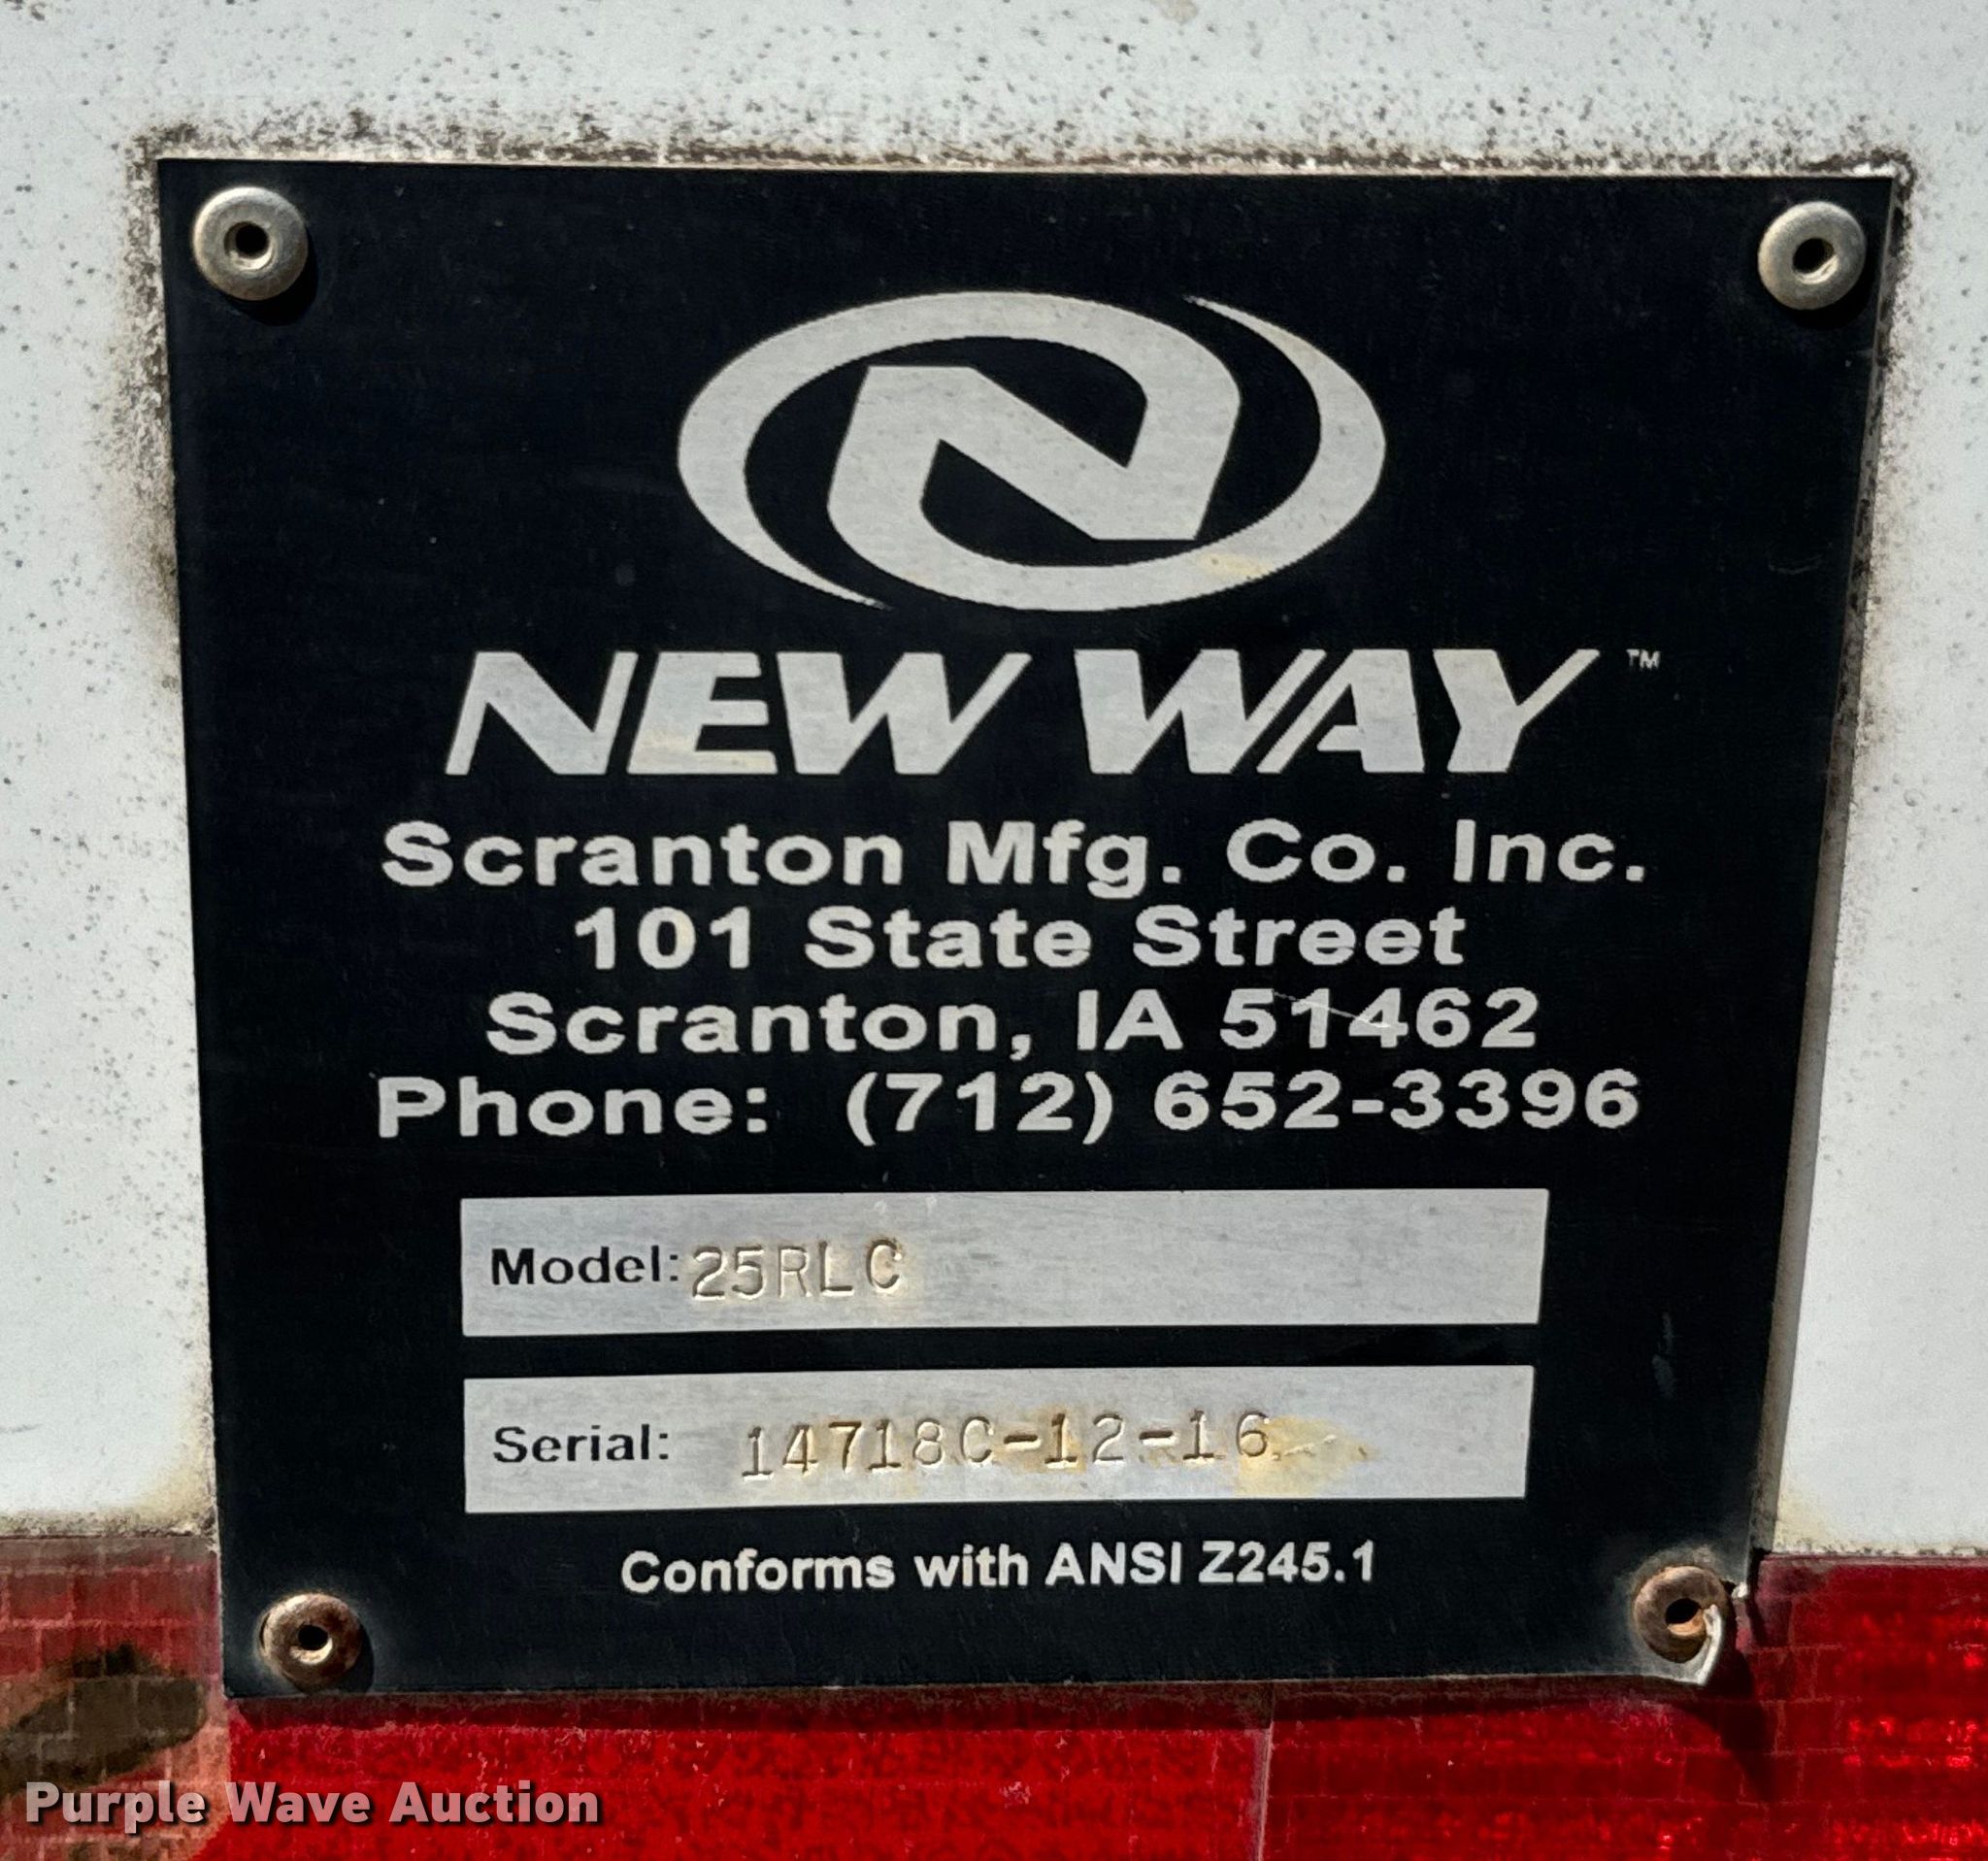 NEW WAY™
Scranton Mfg. Co. Inc.
101 State Street
Scranton, IA 51462
Phone: (712) 652-3396
Model: 25RLC
Serial: 14718C-12-16
Conforms with ANSI Z245.1
Purple Wave Auction